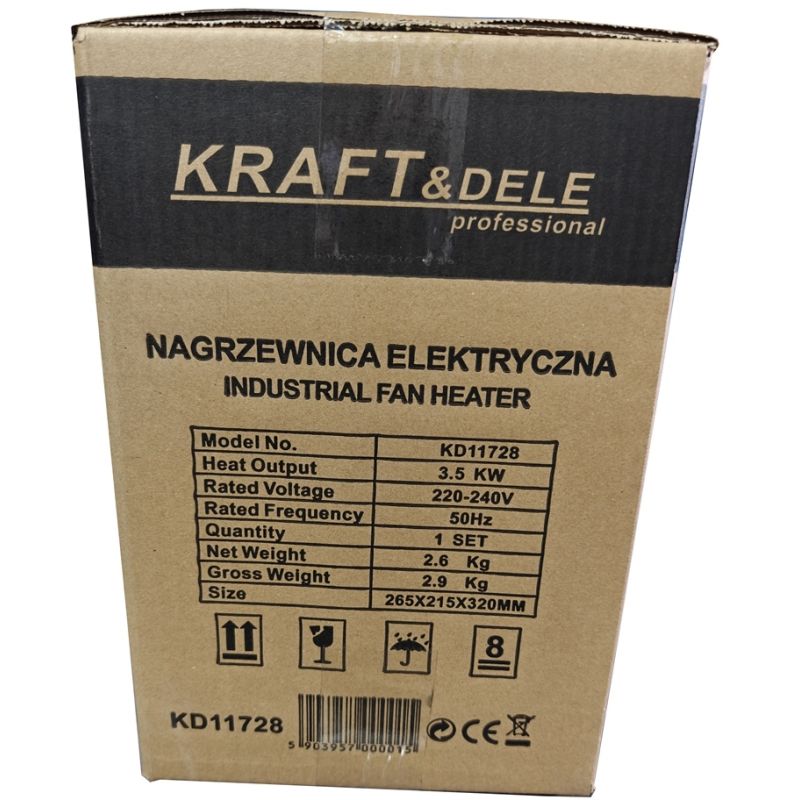 KRAFT&DELE
professional
NAGRZEWNICA ELEKTRYCZNA
INDUSTRIAL FAN HEATER
Model No. KD11728
Heat Output 3.5 KW
Rated Voltage 220-240V
Rated Frequency 50Hz
Quantity 1 SET
Net Weight 2.6 Kg
Gross Weight 2.9 Kg
Size 265X215X320MM
8
KD11728
5 903957 000015
CE